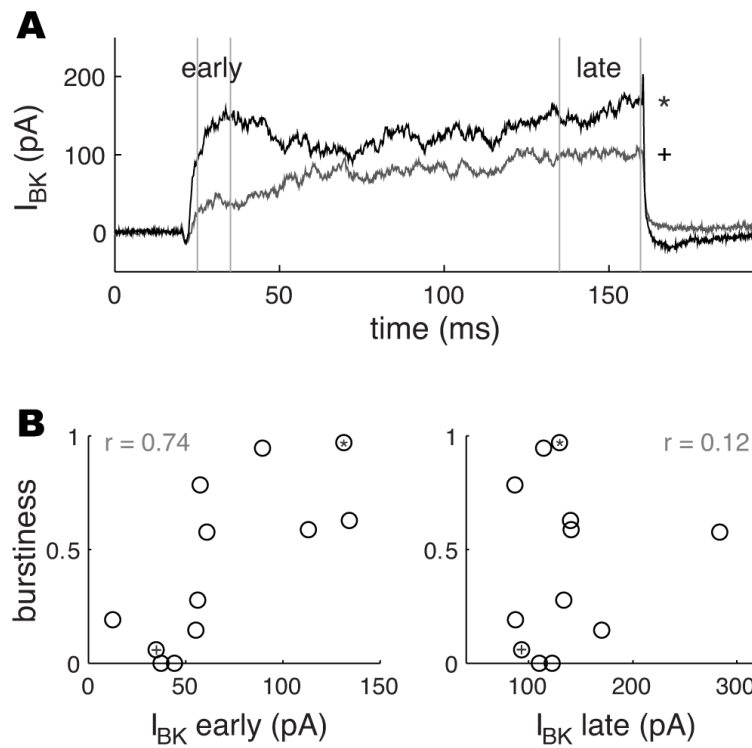 A
early late
200
100
0
I_BK (pA)
*
+
0 50 100 150
time (ms)
B
1
0.5
0
burstiness
r = 0.74
*
+
0 50 100 150
I_BK early (pA)
1
0.5
0
r = 0.12
*
+
100 200 300
I_BK late (pA)